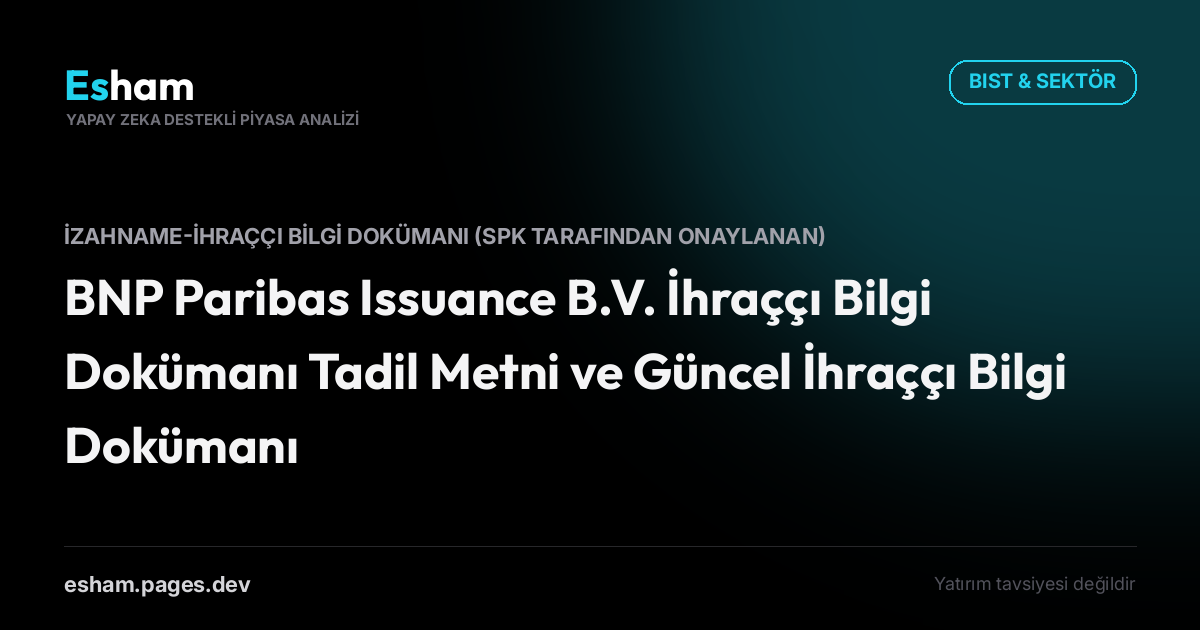 Esham
YAPAY ZEKA DESTEKLİ PİYASA ANALİZİ
BIST & SEKTÖR
İZAHNAME-İHRAÇÇI BİLGİ DOKÜMANI (SPK TARAFINDAN ONAYLANAN)
BNP Paribas Issuance B.V. İhraççı Bilgi
Dokümanı Tadil Metni ve Güncel İhraççı Bilgi
Dokümanı
esham.pages.dev
Yatırım tavsiyesi değildir